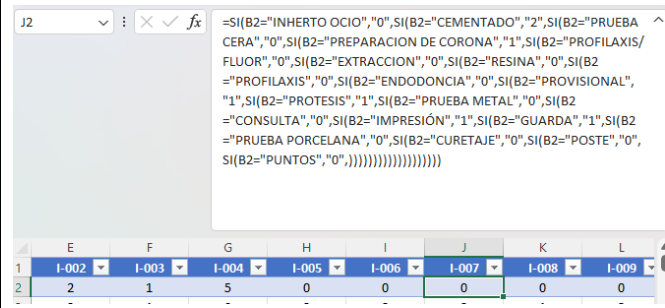 J2 fx =SI(B2="INHERTO OCIO","0",SI(B2="CEMENTADO","2",SI(B2="PRUEBA
CERA","0",SI(B2="PREPARACION DE CORONA","1",SI(B2="PROFILAXIS/
FLUOR","0",SI(B2="EXTRACCION","0",SI(B2="RESINA","0",SI(B2
="PROFILAXIS","0",SI(B2="ENDODONCIA","0",SI(B2="PROVISIONAL",
"1",SI(B2="PROTESIS","1",SI(B2="PRUEBA METAL","0",SI(B2
="CONSULTA","0",SI(B2="IMPRESIÓN","1",SI(B2="GUARDA","1",SI(B2
="PRUEBA PORCELANA","0",SI(B2="CURETAJE","0",SI(B2="POSTE","0",
SI(B2="PUNTOS","0",)))))))))))))))))))
E F G H I J K L
1 I-002 I-003 I-004 I-005 I-006 I-007 I-008 I-009
2 2 1 5 0 0 0 0 0